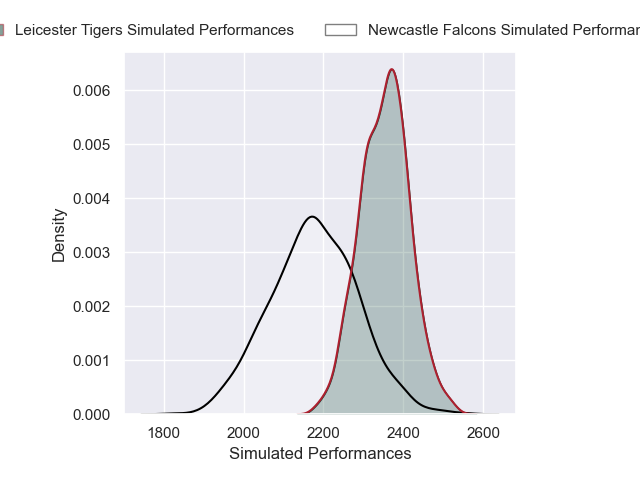 Leicester Tigers Simulated Performances
Newcastle Falcons Simulated
0.006
0.005
0.004
0.003
0.002
0.001
0.000
Density
1800 2000 2200 2400 2600
Simulated Performances